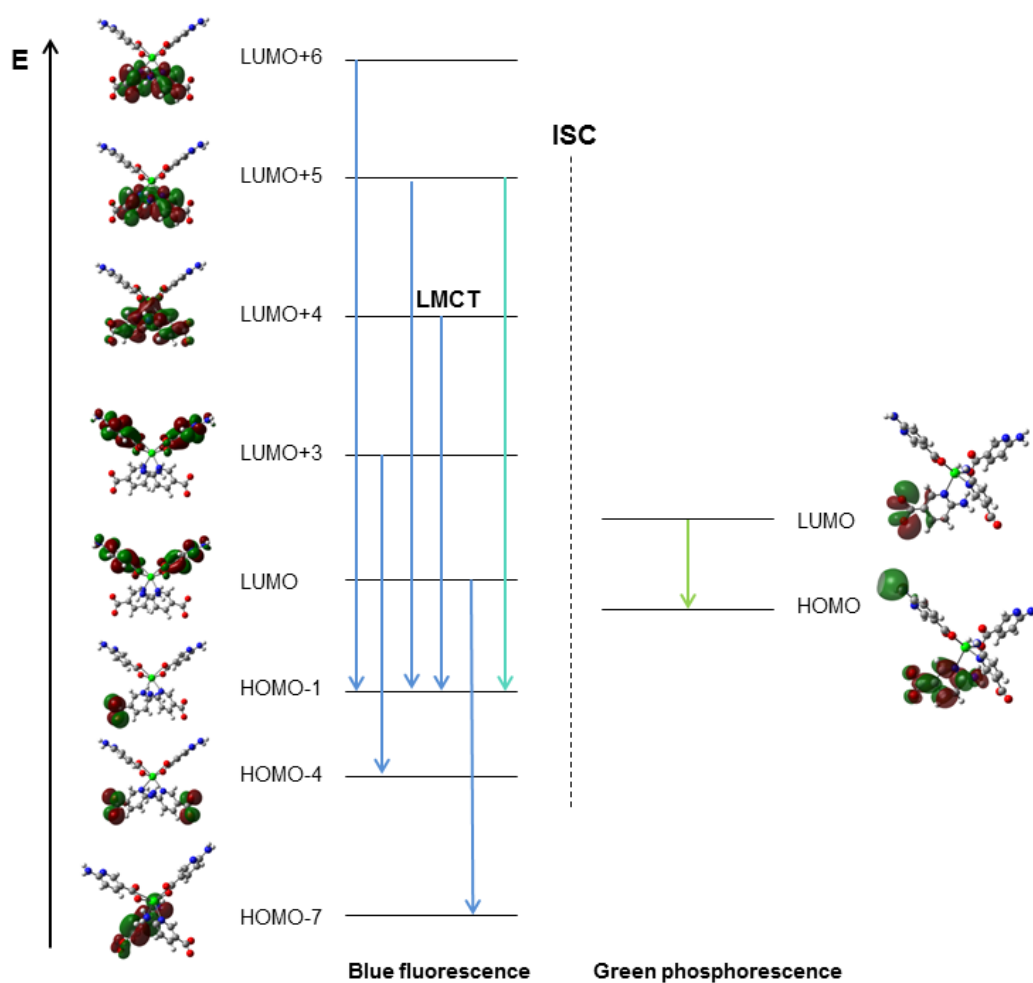 E
LUMO+6
ISC
LUMO+5
LMCT
LUMO+4
LUMO+3
LUMO
LUMO
HOMO
HOMO-1
HOMO-4
HOMO-7
Blue fluorescence
Green phosphorescence